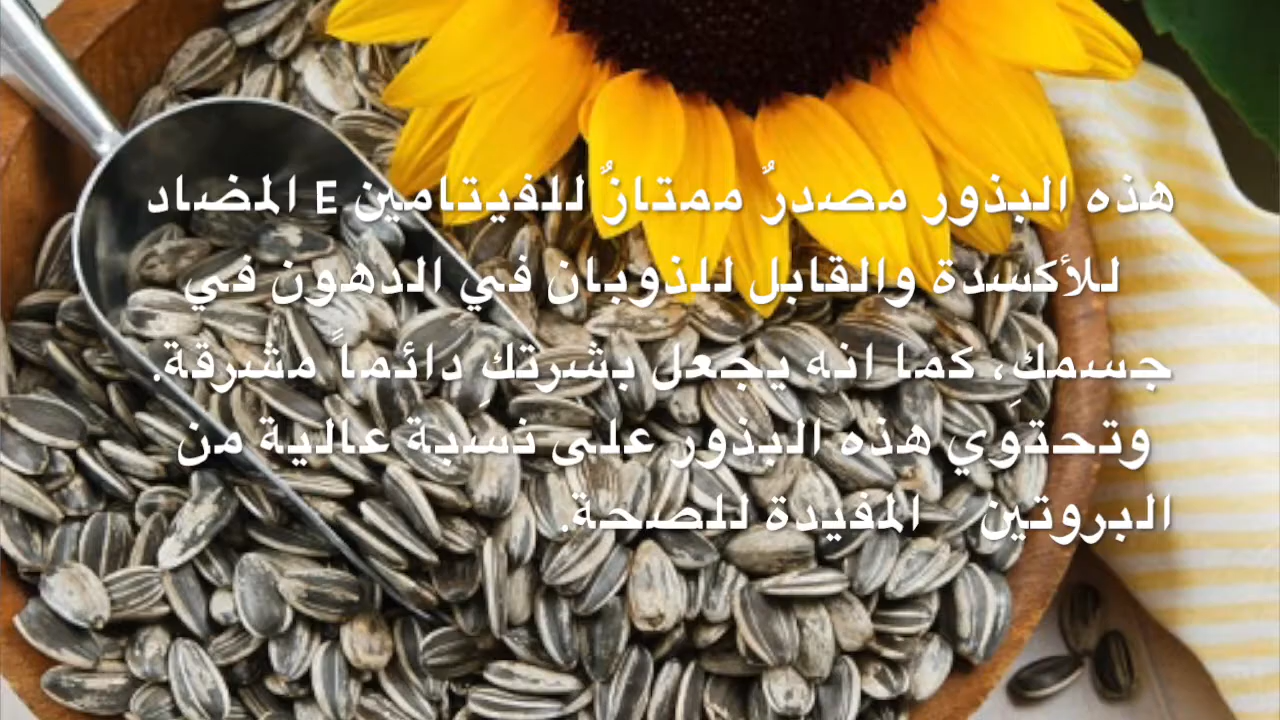 هذه البذور مصدرٌ ممتازٌ للفيتامين E المضاد
للأكسدة والقابل للذوبان في الدهون في
جسمكِ، كما انه يجعل بشرتكِ دائماً مشرقة.
وتحتوي هذه البذور على نسبة عالية من
البروتين المفيدة للصحة.